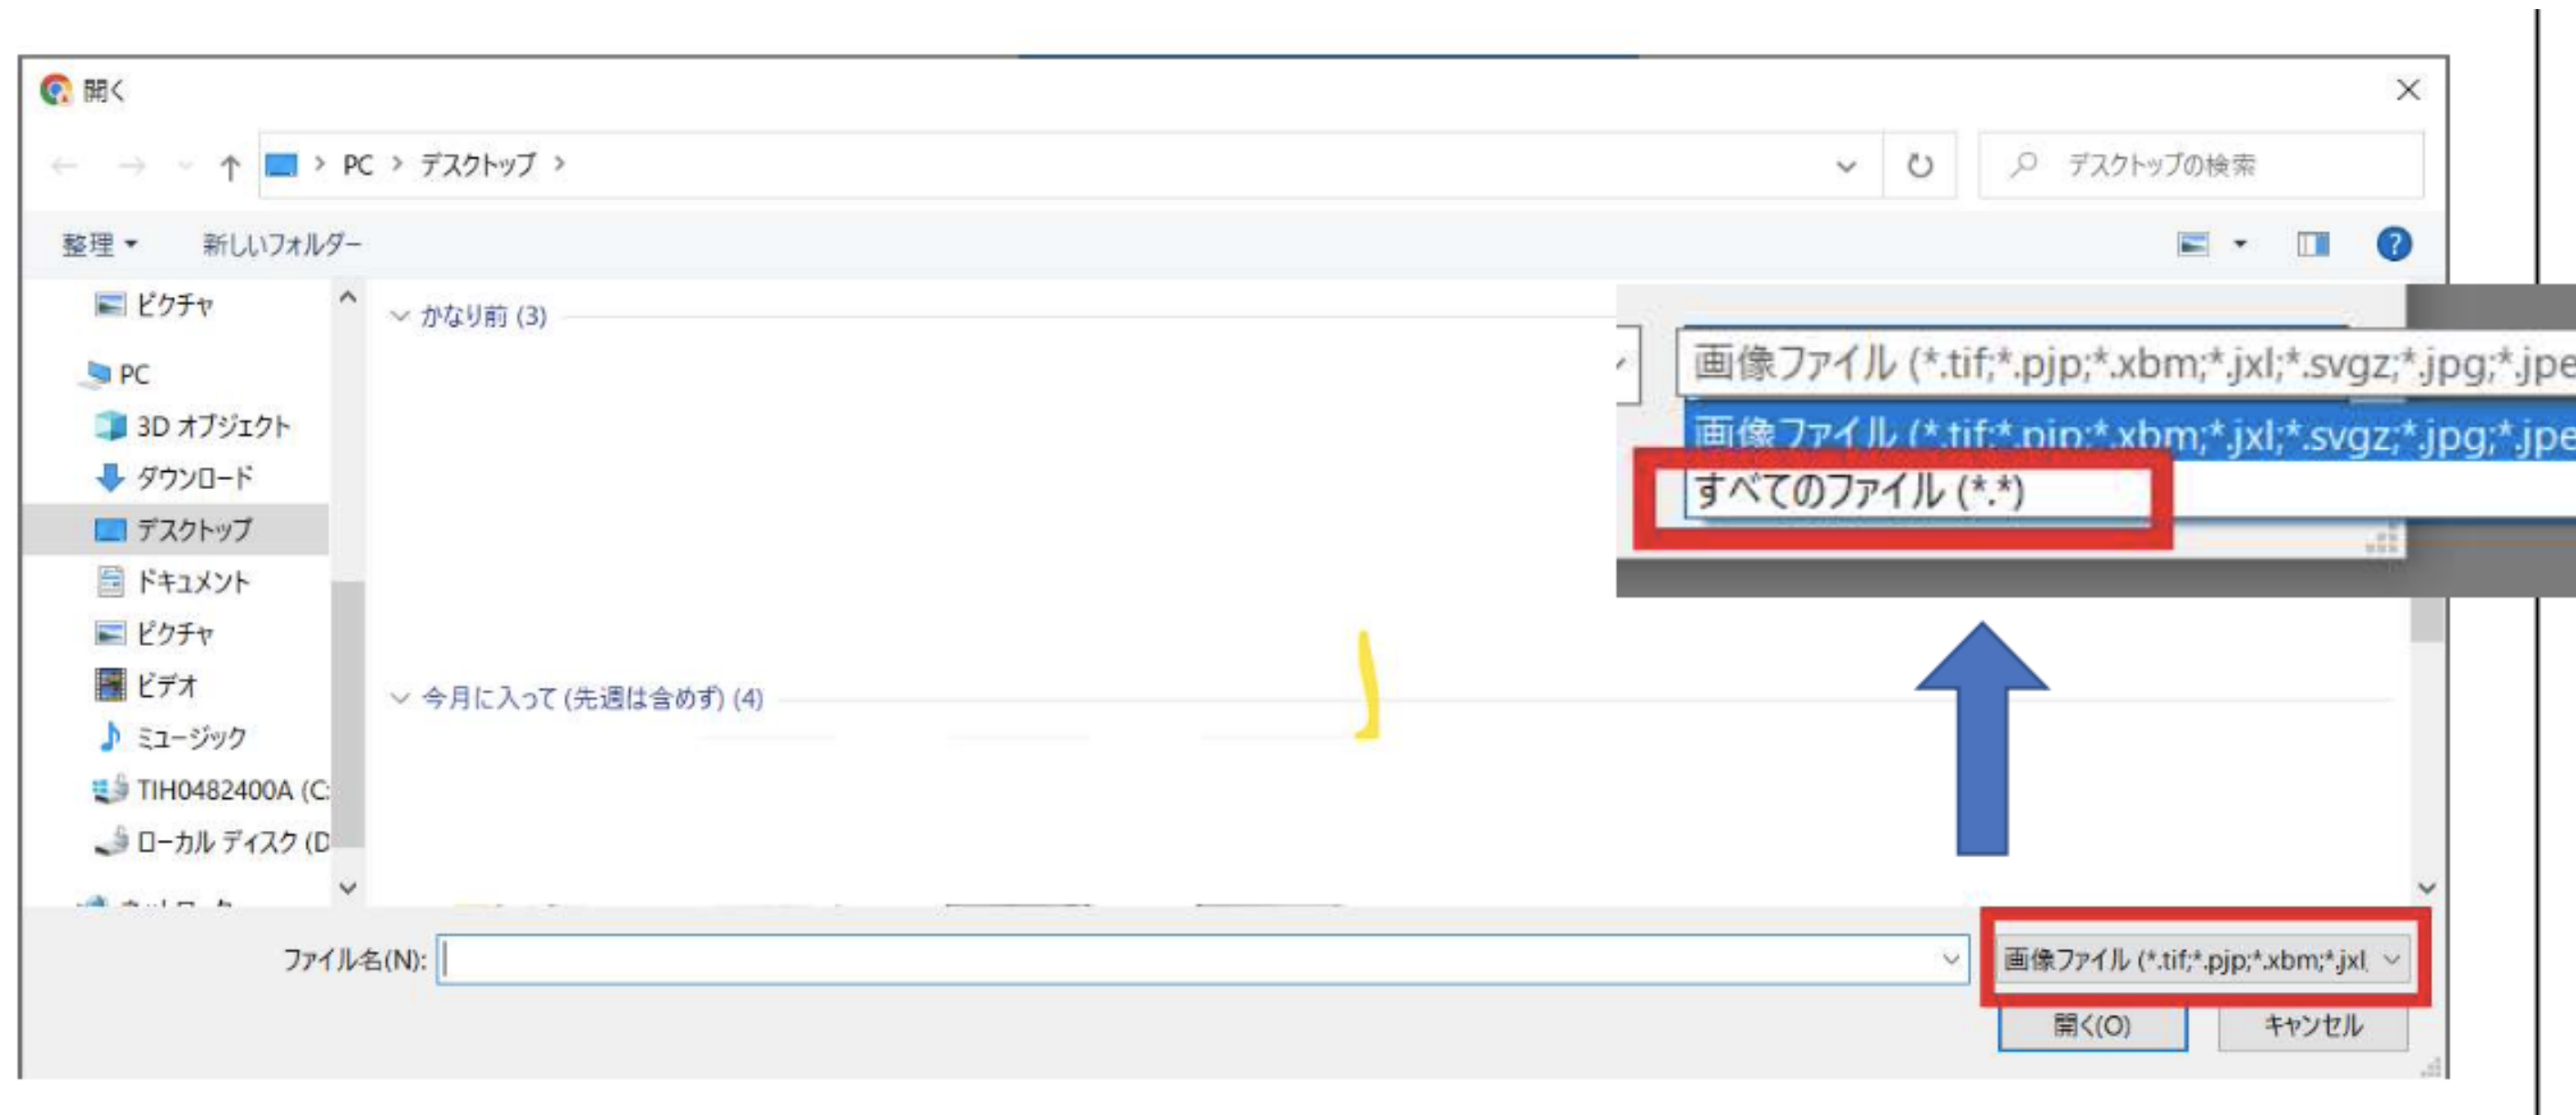 開く
PC > デスクトップ >
デスクトップの検索
整理
新しいフォルダー
ピクチャ
PC
3D オブジェクト
ダウンロード
デスクトップ
ドキュメント
ピクチャ
ビデオ
ミュージック
TIH0482400A (C:
ローカル ディスク (D
かなり前 (3)
今月に入って (先週は含めず) (4)
画像ファイル (*.tif;*.pjp;*.xbm;*.jxl;*.svgz;*.jpg;*.jpe
画像ファイル (*.tif;*.pjp;*.xbm;*.jxl;*.svgz;*.jpg;*.jpe
すべてのファイル (*.*)
ファイル名(N):
画像ファイル (*.tif;*.pjp;*.xbm;*.jxl;
開く(O)
キャンセル